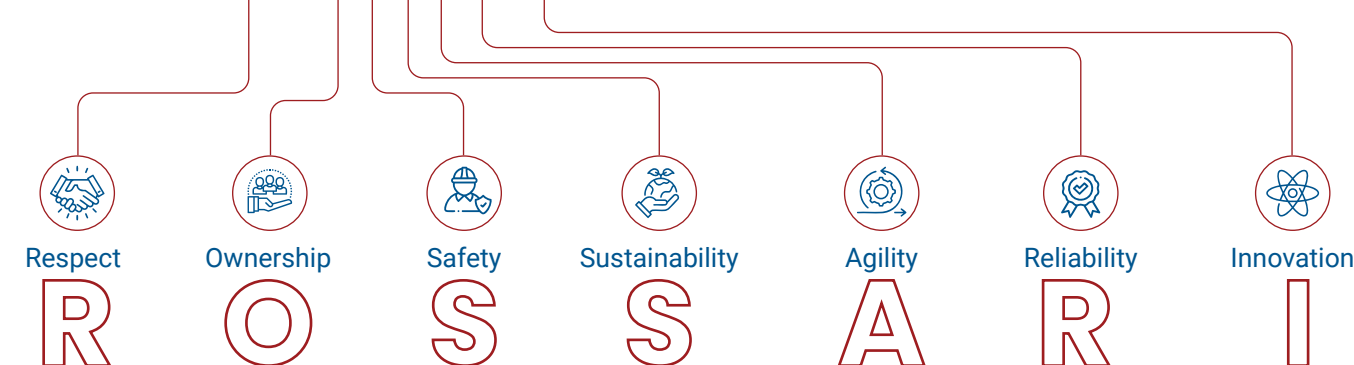 Respect Ownership Safety Sustainability Agility Reliability Innovation
R O S S A R I